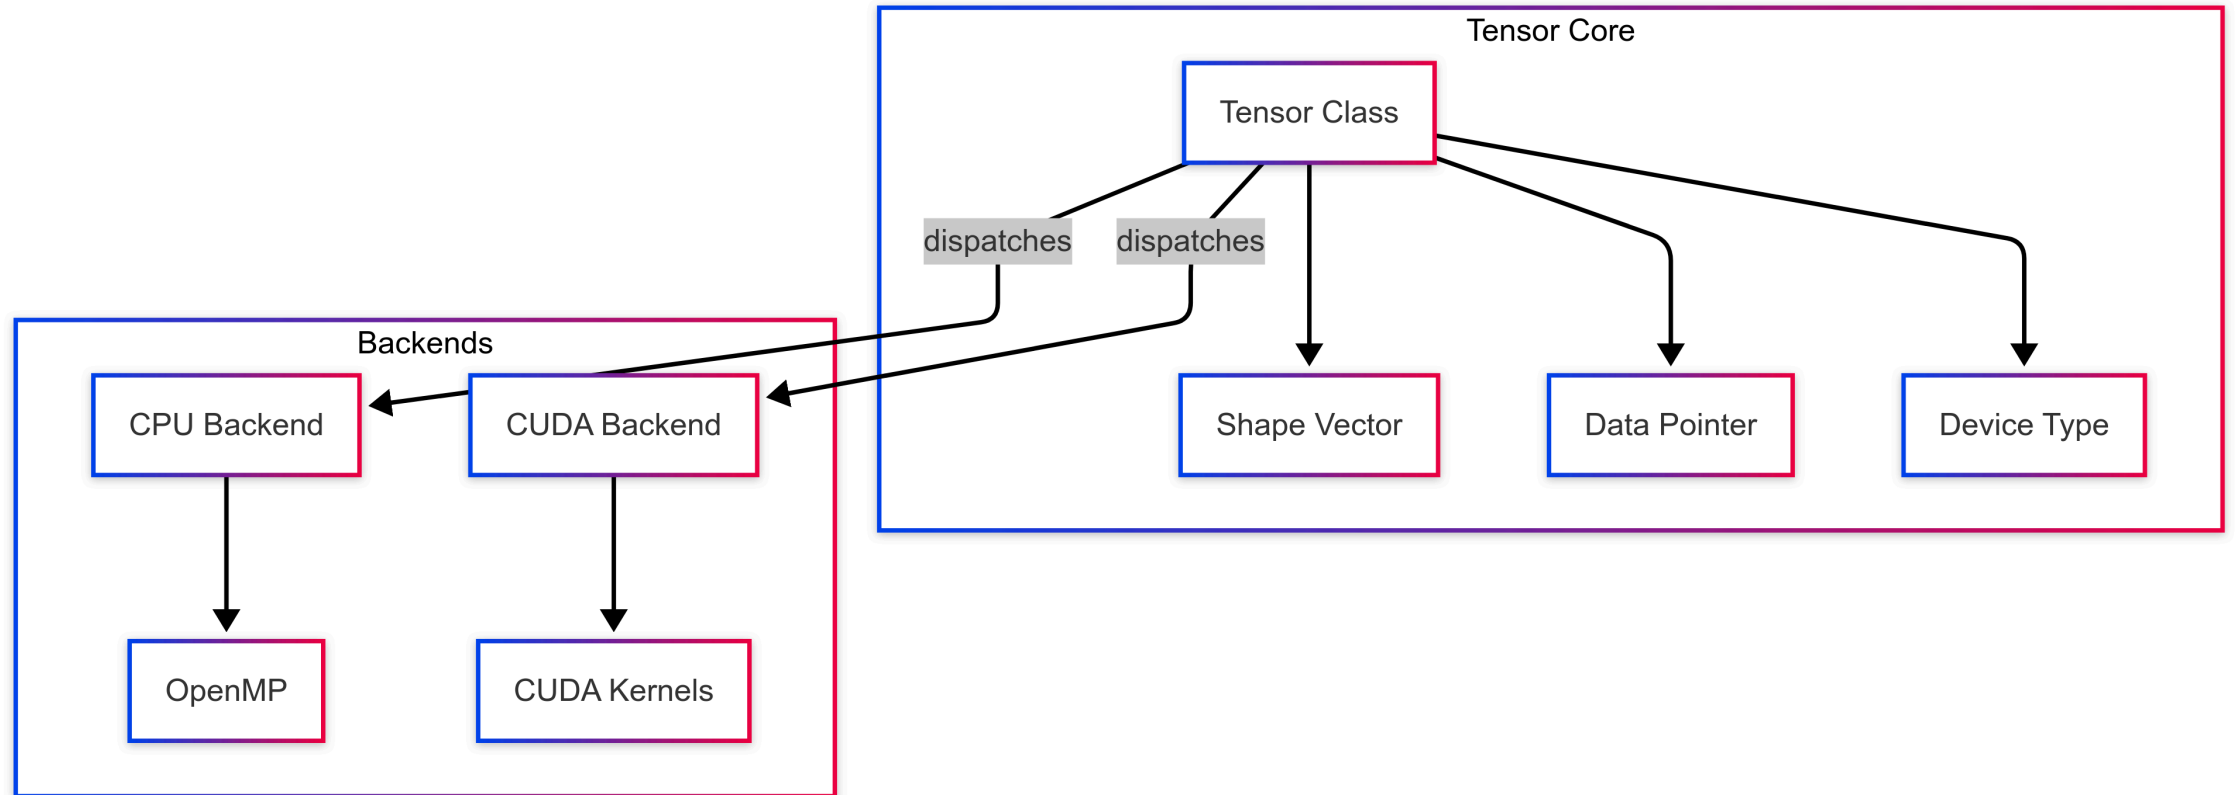 Tensor Core
Tensor Class
dispatches
dispatches
Backends
CPU Backend
CUDA Backend
Shape Vector
Data Pointer
Device Type
OpenMP
CUDA Kernels